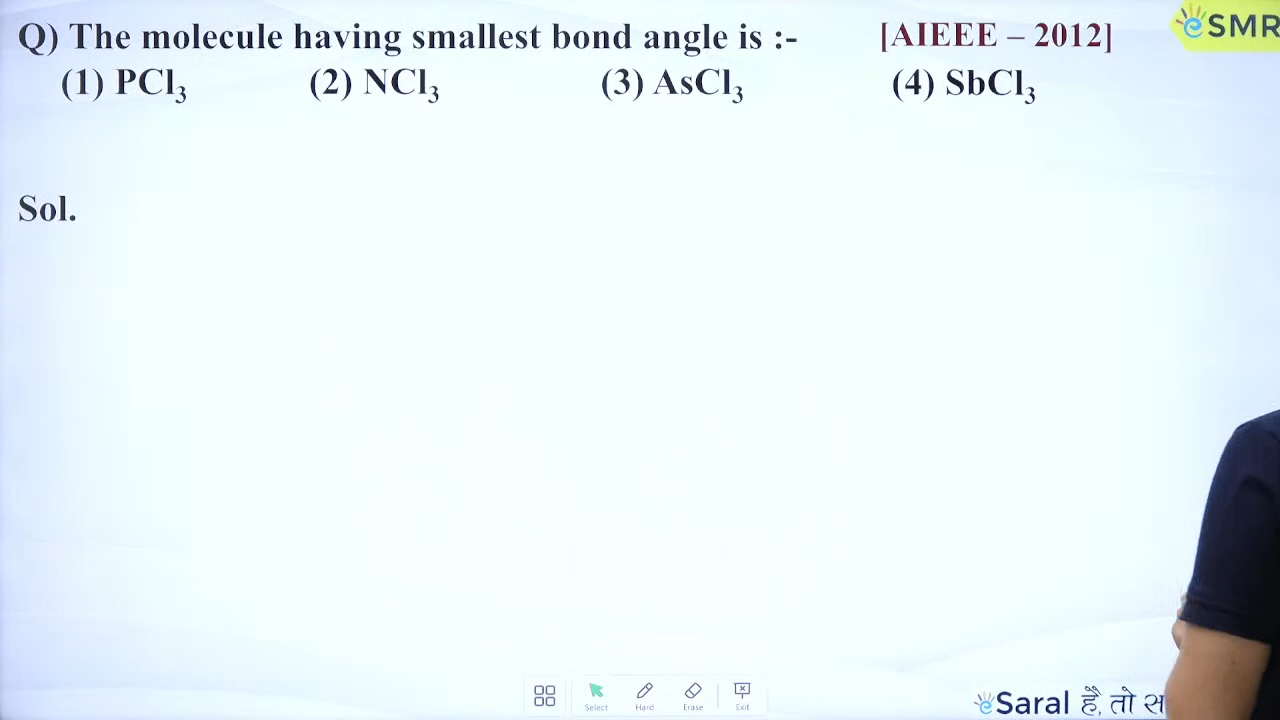 Q) The molecule having smallest bond angle is :- [AIEEE – 2012]
(1) PCl₃ (2) NCl₃ (3) AsCl₃ (4) SbCl₃
Sol.
eSMR
Select Hard Erase Exit
eSaral है, तो